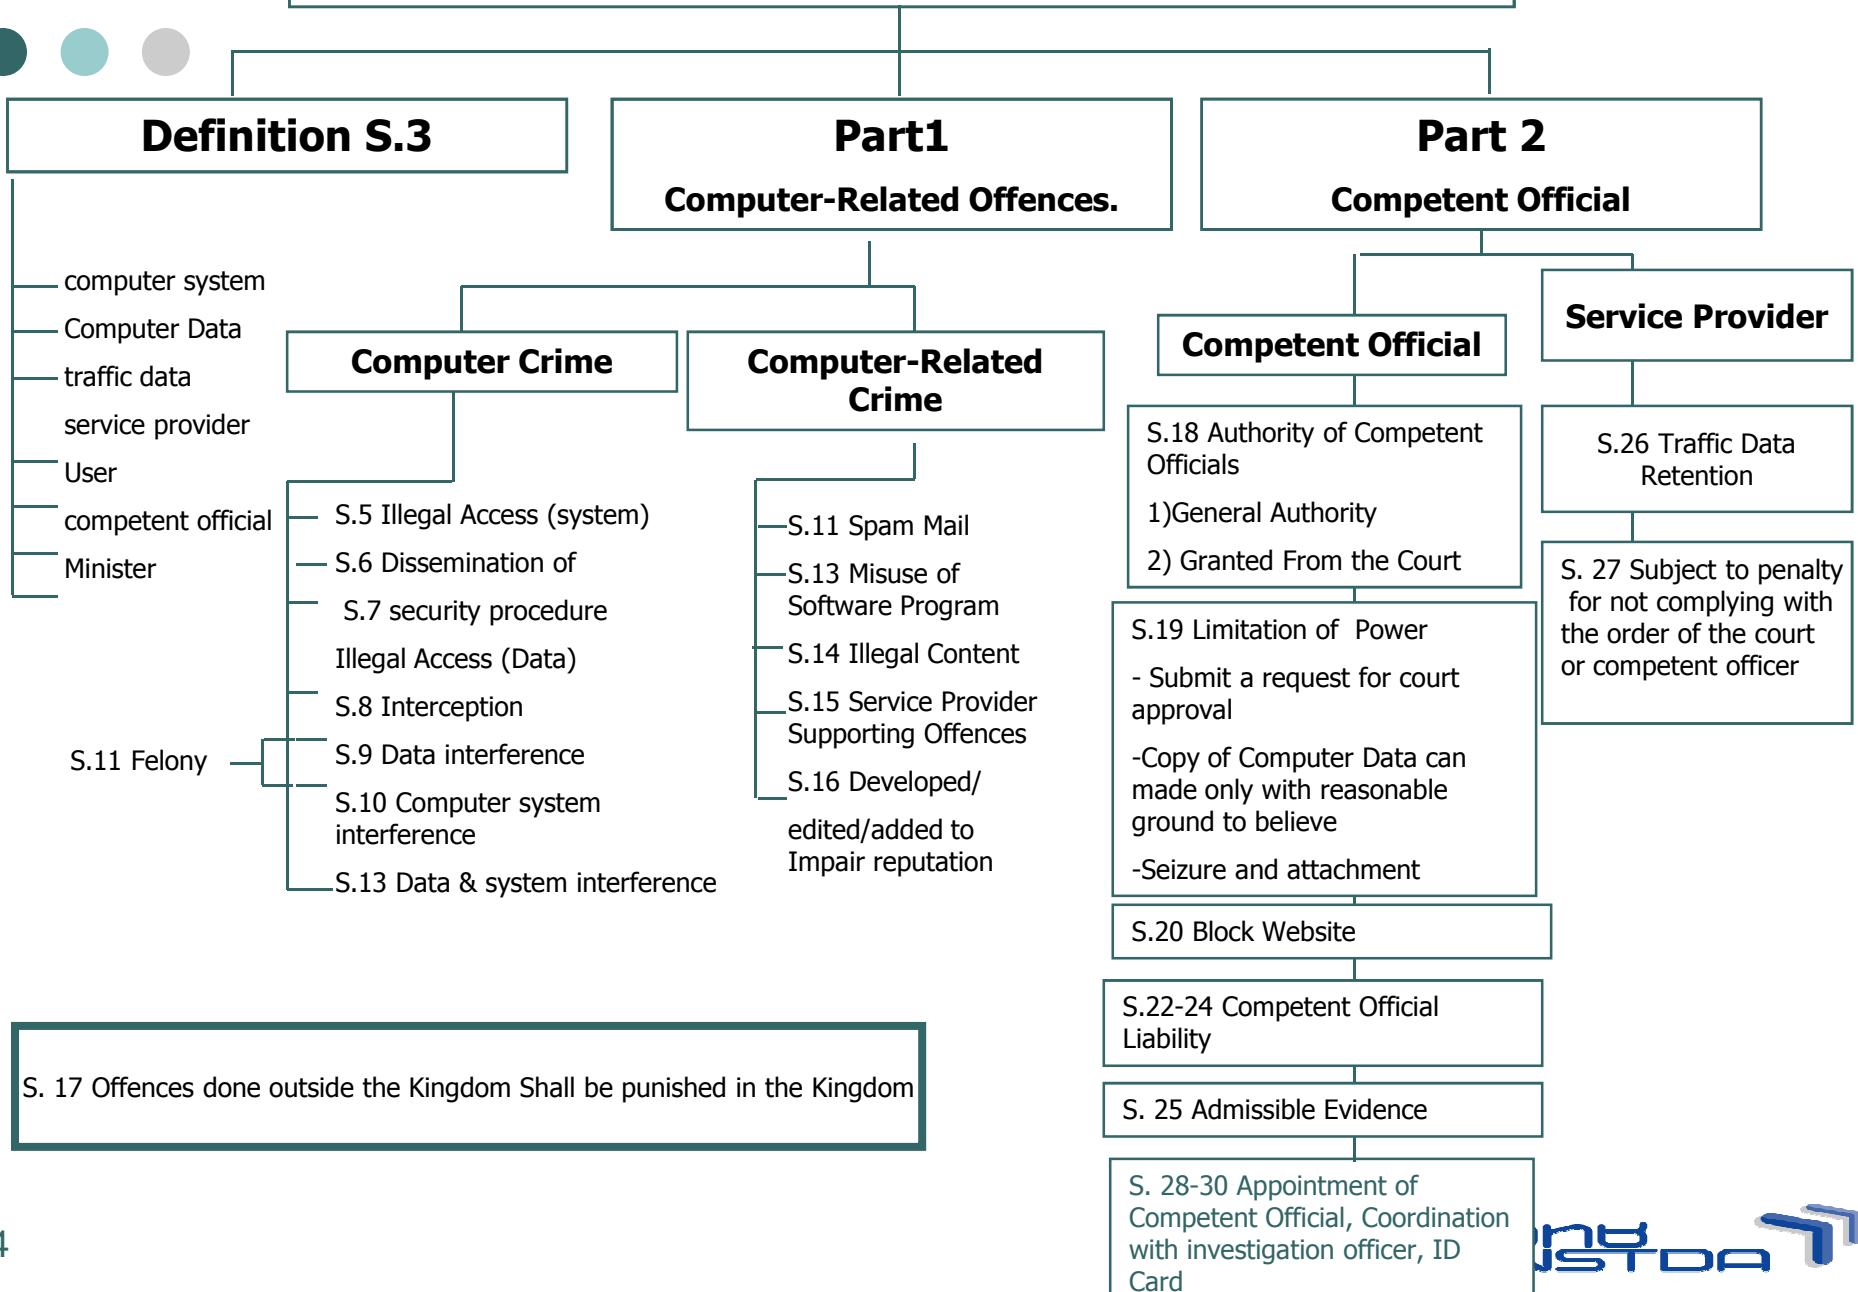 Definition S.3
computer system
Computer Data
traffic data
service provider
User
competent official
Minister
Part1
Computer-Related Offences.
Computer Crime
S.5 Illegal Access (system)
S.6 Dissemination of
S.7 security procedure
Illegal Access (Data)
S.8 Interception
S.9 Data interference
S.10 Computer system
interference
S.13 Data & system interference
S.11 Felony
Computer-Related
Crime
S.11 Spam Mail
S.13 Misuse of
Software Program
S.14 Illegal Content
S.15 Service Provider
Supporting Offences
S.16 Developed/
edited/added to
Impair reputation
Part 2
Competent Official
Competent Official
S.18 Authority of Competent
Officials
1)General Authority
2) Granted From the Court
S.19 Limitation of Power
- Submit a request for court
approval
-Copy of Computer Data can
made only with reasonable
ground to believe
-Seizure and attachment
S.20 Block Website
S.22-24 Competent Official
Liability
S. 25 Admissible Evidence
S. 28-30 Appointment of
Competent Official, Coordination
with investigation officer, ID
Card
Service Provider
S.26 Traffic Data
Retention
S. 27 Subject to penalty
for not complying with
the order of the court
or competent officer
S. 17 Offences done outside the Kingdom Shall be punished in the Kingdom
4
NSTDA